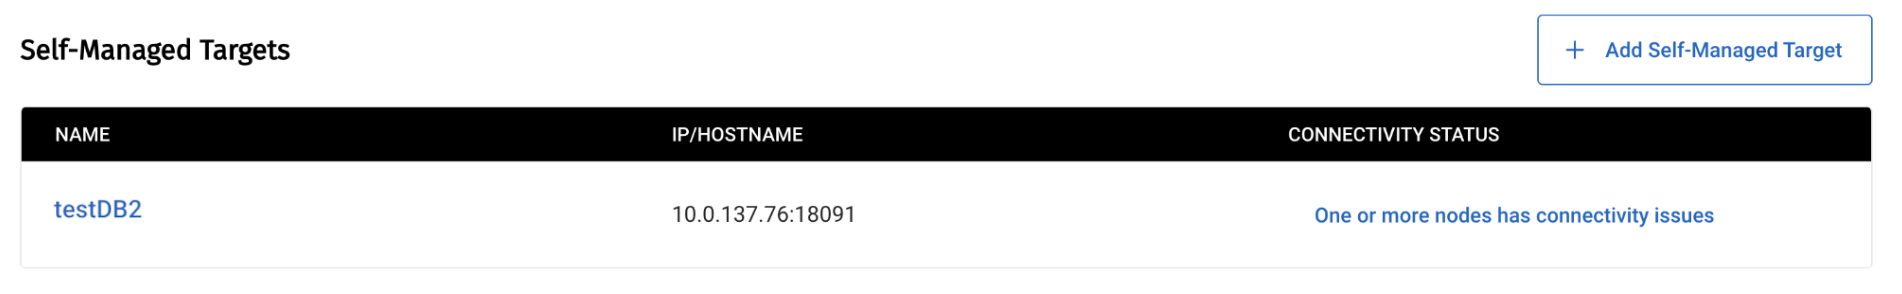 Self-Managed Targets
+ Add Self-Managed Target
NAME IP/HOSTNAME CONNECTIVITY STATUS
testDB2 10.0.137.76:18091 One or more nodes has connectivity issues